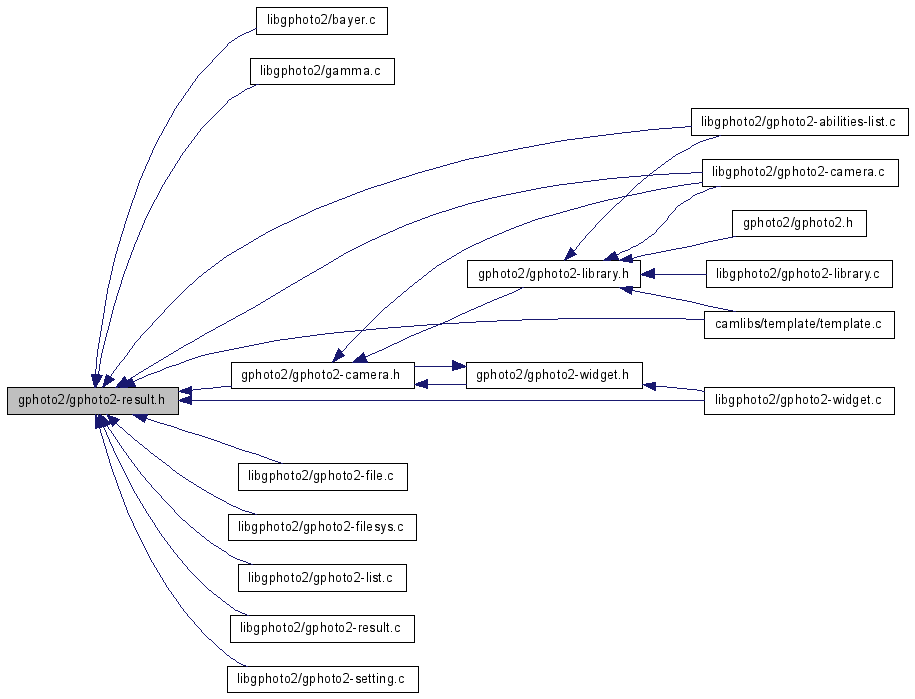 libgphoto2/bayer.c
libgphoto2/gamma.c
libgphoto2/gphoto2-abilities-list.c
libgphoto2/gphoto2-camera.c
gphoto2/gphoto2.h
gphoto2/gphoto2-library.h
libgphoto2/gphoto2-library.c
camlibs/template/template.c
gphoto2/gphoto2-camera.h
gphoto2/gphoto2-widget.h
gphoto2/gphoto2-result.h
libgphoto2/gphoto2-widget.c
libgphoto2/gphoto2-file.c
libgphoto2/gphoto2-filesys.c
libgphoto2/gphoto2-list.c
libgphoto2/gphoto2-result.c
libgphoto2/gphoto2-setting.c